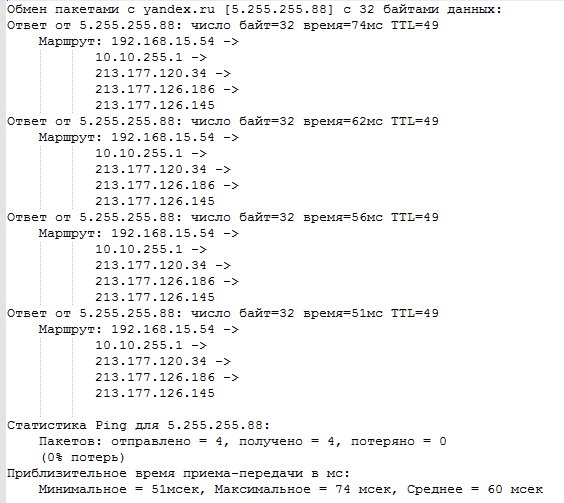 Обмен пакетами с yandex.ru [5.255.255.88] с 32 байтами данных:
Ответ от 5.255.255.88: число байт=32 время=74мс TTL=49
Маршрут: 192.168.15.54 ->
10.10.255.1 ->
213.177.120.34 ->
213.177.126.186 ->
213.177.126.145
Ответ от 5.255.255.88: число байт=32 время=62мс TTL=49
Маршрут: 192.168.15.54 ->
10.10.255.1 ->
213.177.120.34 ->
213.177.126.186 ->
213.177.126.145
Ответ от 5.255.255.88: число байт=32 время=56мс TTL=49
Маршрут: 192.168.15.54 ->
10.10.255.1 ->
213.177.120.34 ->
213.177.126.186 ->
213.177.126.145
Ответ от 5.255.255.88: число байт=32 время=51мс TTL=49
Маршрут: 192.168.15.54 ->
10.10.255.1 ->
213.177.120.34 ->
213.177.126.186 ->
213.177.126.145
Статистика Ping для 5.255.255.88:
Пакетов: отправлено = 4, получено = 4, потеряно = 0
(0% потерь)
Приблизительное время приема-передачи в мс:
Минимальное = 51мсек, Максимальное = 74 мсек, Среднее = 60 мсек